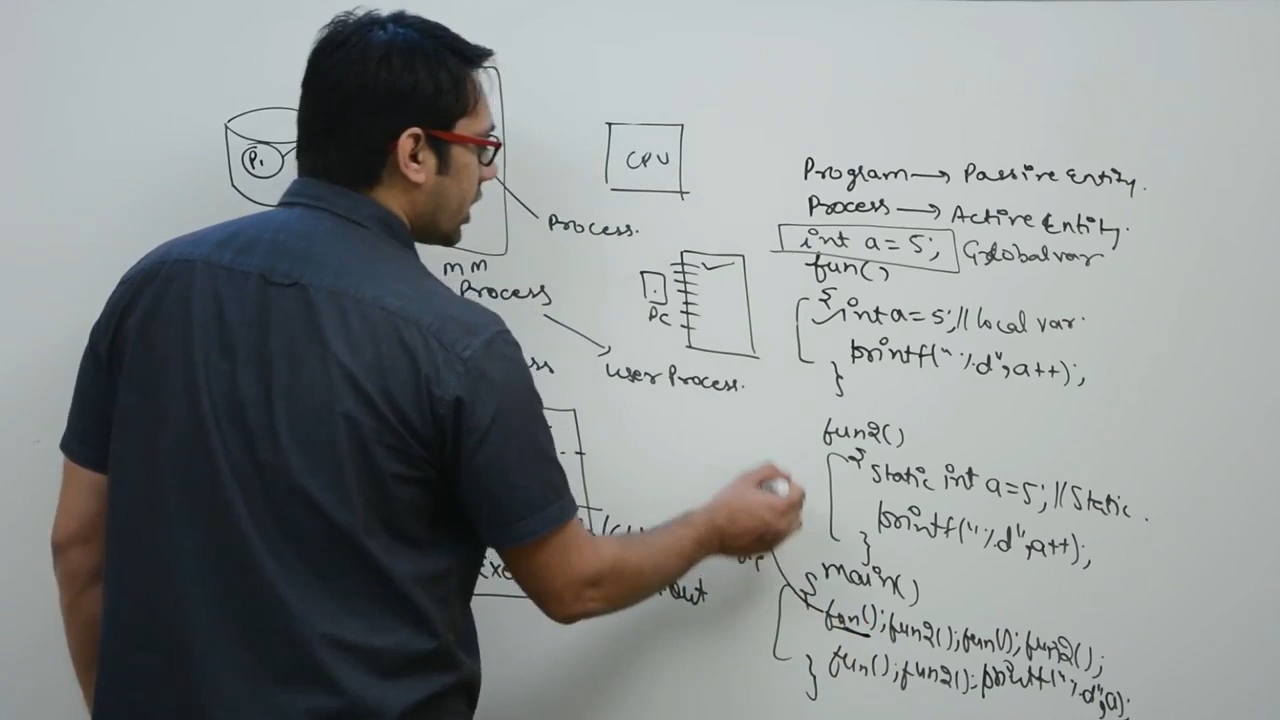 P1
CPU
Process.
MM
Process
PC
User Process.
Program → Passive Entity.
Process → Active Entity.
int a = 5; Global var
fun()
{ int a = 5; // local var.
printf("%d", a++);
}
fun2()
{ Static int a = 5; // Static.
printf("%d", a++);
}
main()
{ fun(); fun2(); fun(); fun2();
fun(); fun2(); printf("%d", a);
}